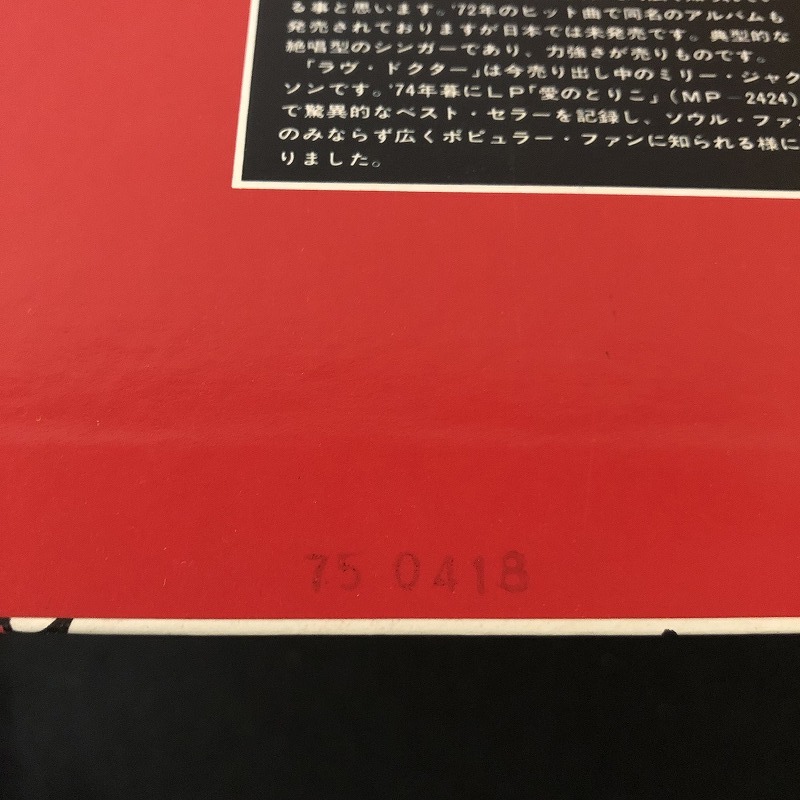 る事と思います。'72年のヒット曲で同名のアルバムも
発売されておりますが日本では未発売です。典型的な
絶唱型のシンガーであり、力強さが売りものです。
「ラヴ・ドクター」は今売り出し中のミリー・ジャク
ソンです。'74年暮にLP「愛のとりこ」(MP—2424)
で驚異的なベスト・セラーを記録し、ソウル・ファン
のみならず広くポピュラー・ファンに知られる様に
りました。
75 0418